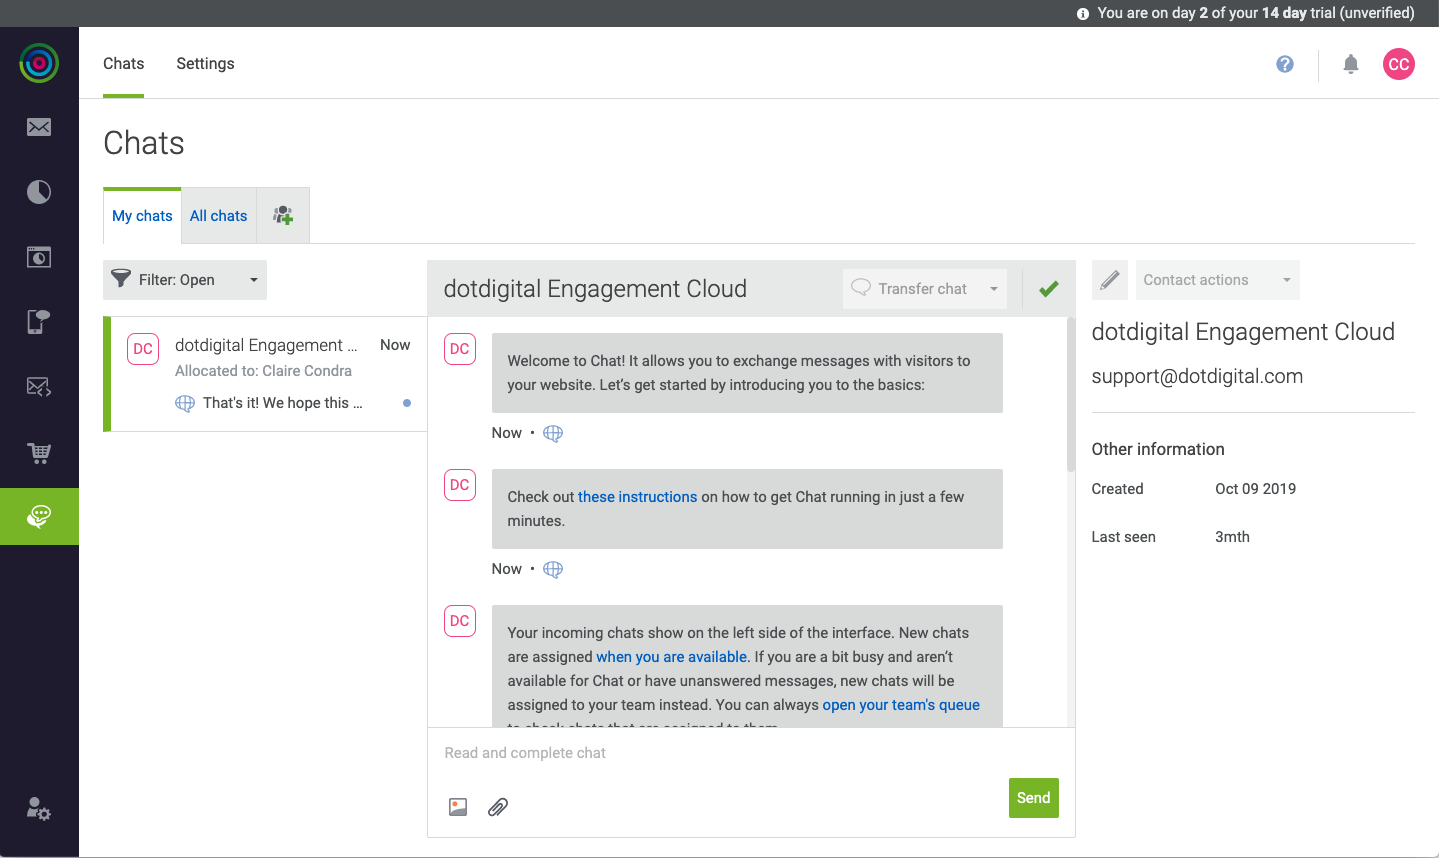 You are on day 2 of your 14 day trial (unverified)
Chats
Settings
CC
Chats
My chats
All chats
Filter: Open
DC
dotdigital Engagement ...
Now
Allocated to: Claire Condra
That's it! We hope this ...
dotdigital Engagement Cloud
Transfer chat
DC
Welcome to Chat! It allows you to exchange messages with visitors to
your website. Let's get started by introducing you to the basics:
Now •
DC
Check out these instructions on how to get Chat running in just a few
minutes.
Now •
DC
Your incoming chats show on the left side of the interface. New chats
are assigned when you are available. If you are a bit busy and aren't
available for Chat or have unanswered messages, new chats will be
assigned to your team instead. You can always open your team's queue
to check chats that are assigned to them.
Read and complete chat
Send
Contact actions
dotdigital Engagement Cloud
support@dotdigital.com
Other information
Created
Oct 09 2019
Last seen
3mth